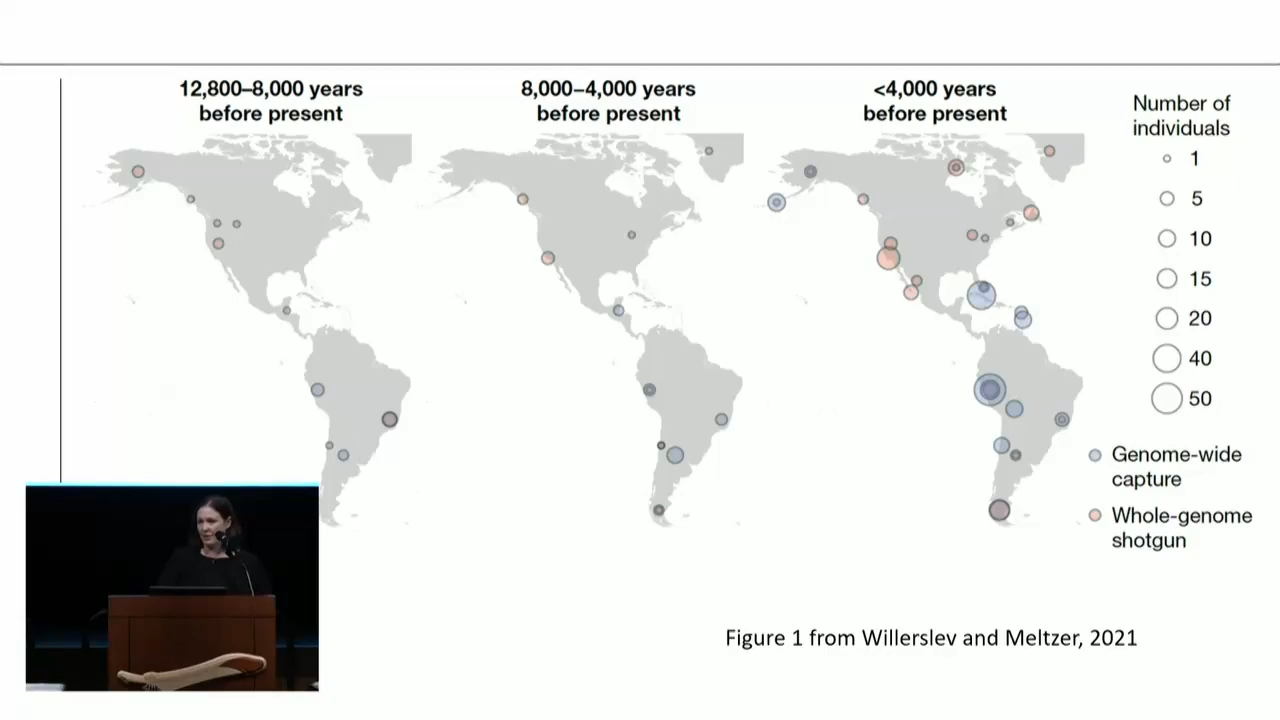 12,800–8,000 years
before present
8,000–4,000 years
before present
<4,000 years
before present
Number of
individuals
1
5
10
15
20
40
50
Genome-wide
capture
Whole-genome
shotgun
Figure 1 from Willerslev and Meltzer, 2021